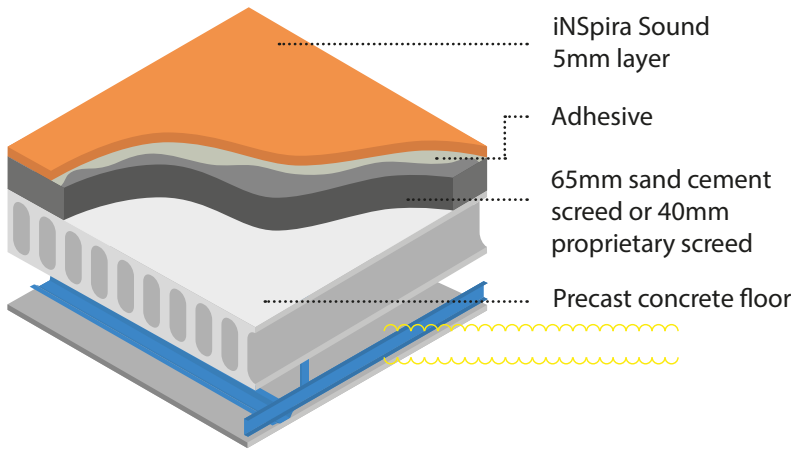 iNSpira Sound
5mm layer
Adhesive
65mm sand cement
screed or 40mm
proprietary screed
Precast concrete floor